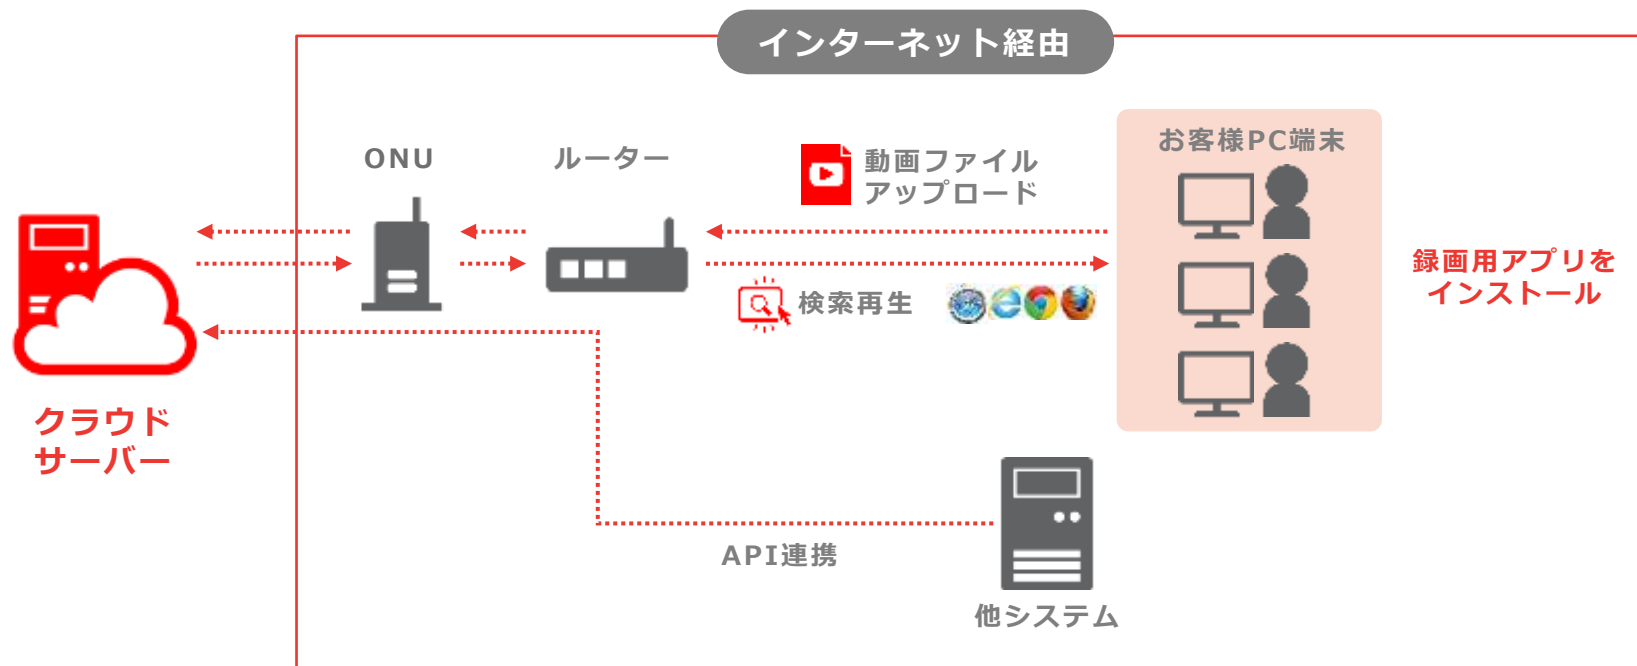 インターネット経由
お客様PC端末
ONU
ルーター
動画ファイル
アップロード
録画用アプリを
インストール
検索再生
クラウド
サーバー
API連携
他システム